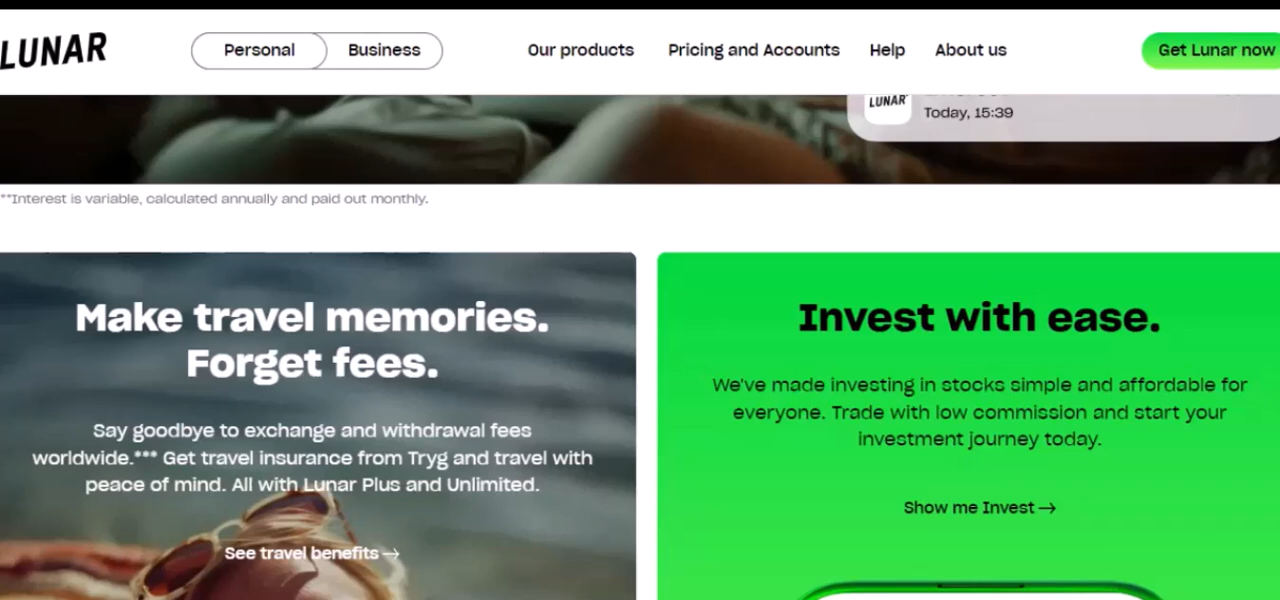 LUNAR
Personal
Business
Our products
Pricing and Accounts
Help
About us
Get Lunar now
LUNAR
Today, 15:39
**Interest is variable, calculated annually and paid out monthly.
Make travel memories.
Forget fees.
Say goodbye to exchange and withdrawal fees
worldwide.*** Get travel insurance from Tryg and travel with
peace of mind. All with Lunar Plus and Unlimited.
See travel benefits →
Invest with ease.
We've made investing in stocks simple and affordable for
everyone. Trade with low commission and start your
investment journey today.
Show me Invest →